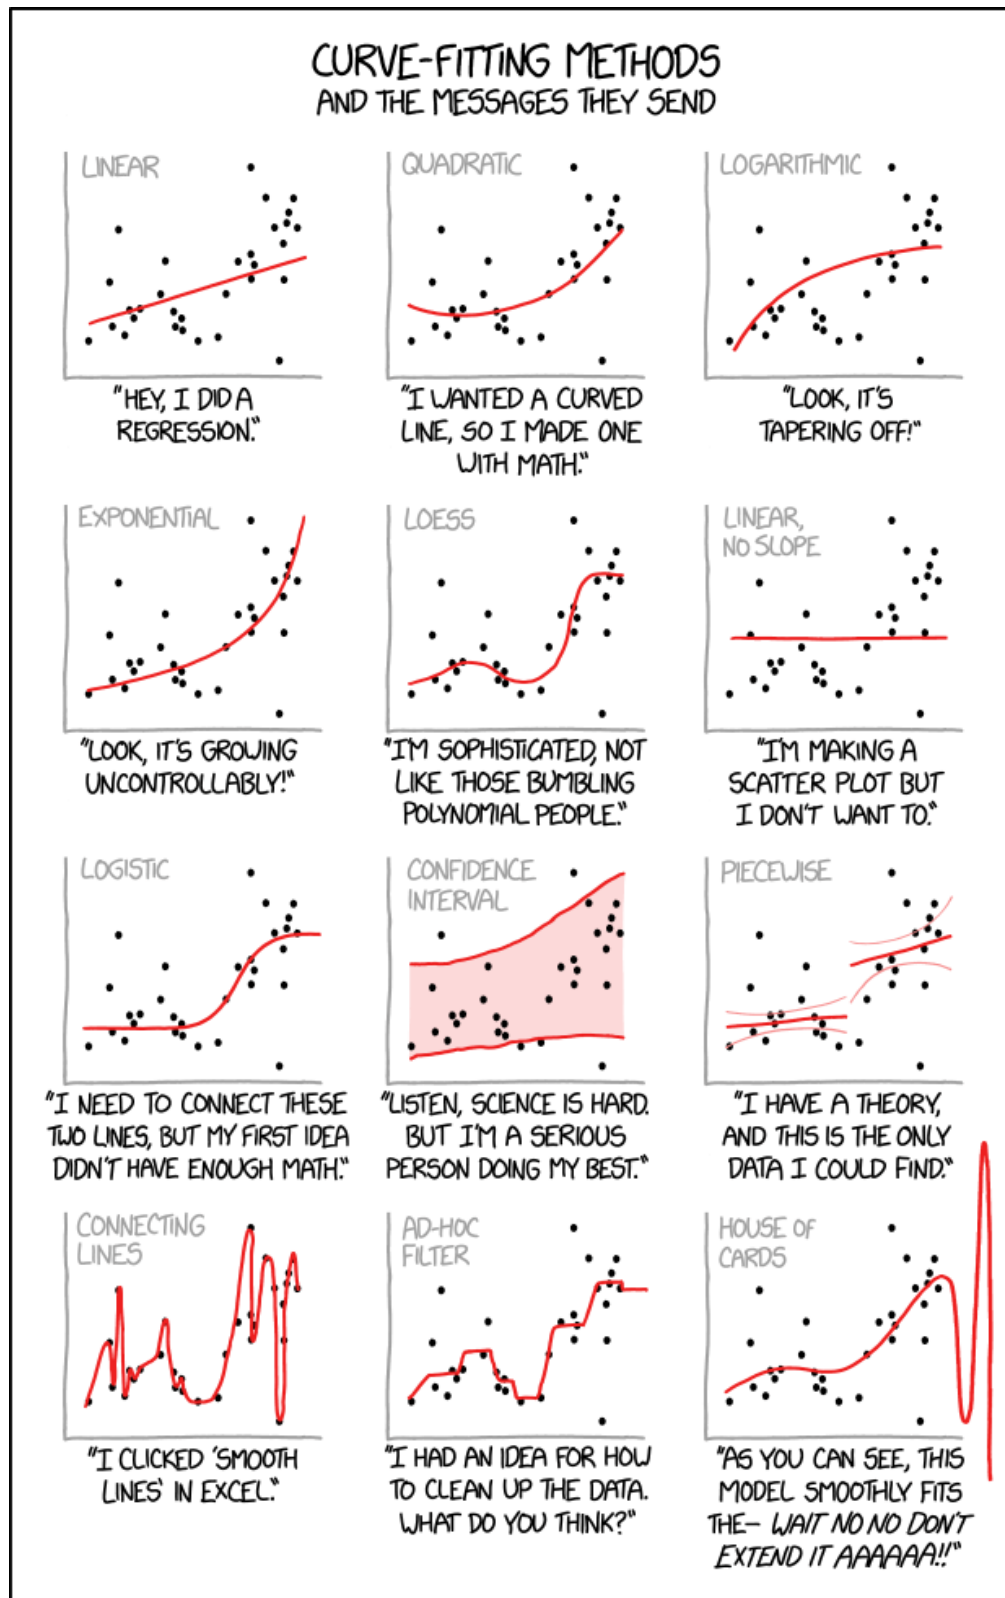 CURVE-FITTING METHODS
AND THE MESSAGES THEY SEND
LINEAR
"HEY, I DID A
REGRESSION."
QUADRATIC
"I WANTED A CURVED
LINE, SO I MADE ONE
WITH MATH."
LOGARITHMIC
"LOOK, IT'S
TAPERING OFF!"
EXPONENTIAL
"LOOK, IT'S GROWING
UNCONTROLLABLY!"
LOESS
"I'M SOPHISTICATED, NOT
LIKE THOSE BUMBLING
POLYNOMIAL PEOPLE."
LINEAR,
NO SLOPE
"I'M MAKING A
SCATTER PLOT BUT
I DON'T WANT TO."
LOGISTIC
"I NEED TO CONNECT THESE
TWO LINES, BUT MY FIRST IDEA
DIDN'T HAVE ENOUGH MATH."
CONFIDENCE
INTERVAL
"LISTEN, SCIENCE IS HARD.
BUT I'M A SERIOUS
PERSON DOING MY BEST."
PIECEWISE
"I HAVE A THEORY,
AND THIS IS THE ONLY
DATA I COULD FIND."
CONNECTING
LINES
"I CLICKED 'SMOOTH
LINES' IN EXCEL."
AD-HOC
FILTER
"I HAD AN IDEA FOR HOW
TO CLEAN UP THE DATA.
WHAT DO YOU THINK?"
HOUSE OF
CARDS
"AS YOU CAN SEE, THIS
MODEL SMOOTHLY FITS
THE- WAIT NO NO DON'T
EXTEND IT AAAAAA!!"